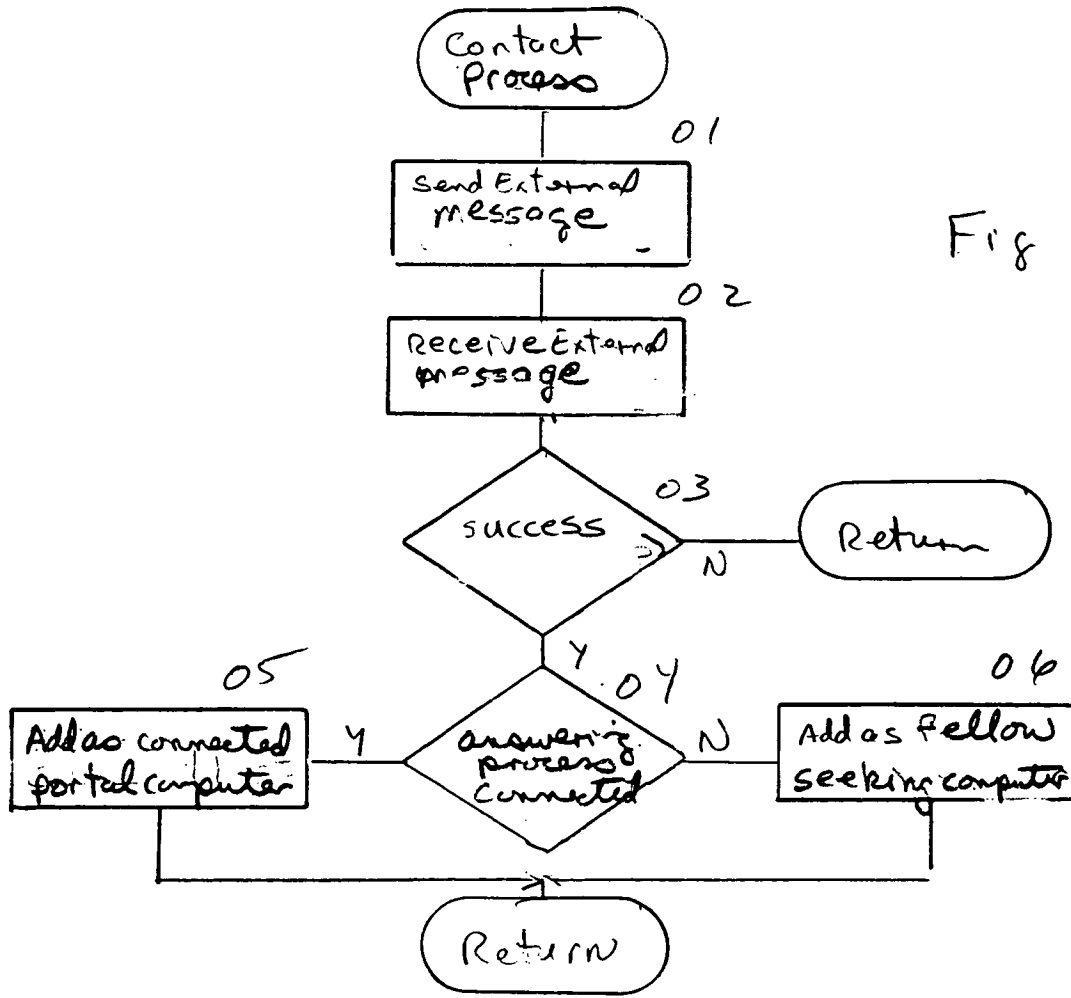 Contact
Process
01
Send External
message
Fig
02
Receive External
message
03
success
N
Return
Y
04
05
06
Add as connected
portal computer
Y
answering
process
connected
N
Add as fellow
seeking computer
Return